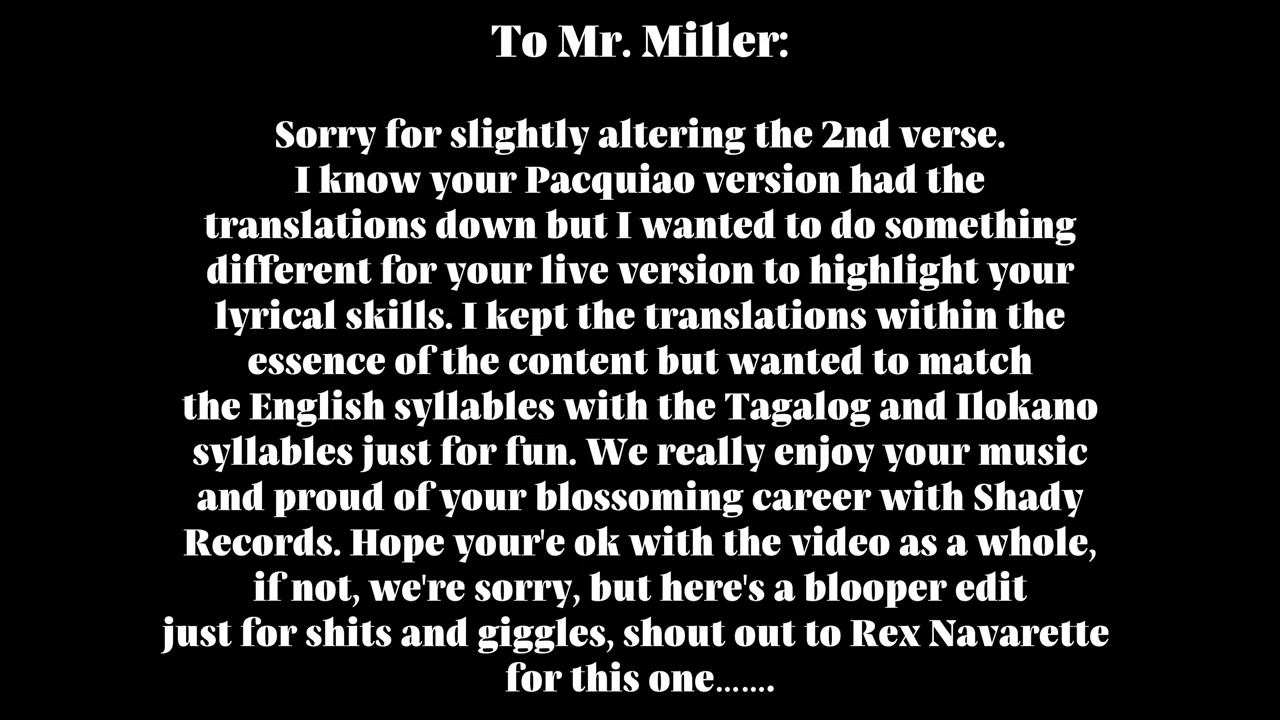 To Mr. Miller:
Sorry for slightly altering the 2nd verse.
I know your Pacquiao version had the
translations down but I wanted to do something
different for your live version to highlight your
lyrical skills. I kept the translations within the
essence of the content but wanted to match
the English syllables with the Tagalog and Ilokano
syllables just for fun. We really enjoy your music
and proud of your blossoming career with Shady
Records. Hope your'e ok with the video as a whole,
if not, we're sorry, but here's a blooper edit
just for shits and giggles, shout out to Rex Navarette
for this one.......